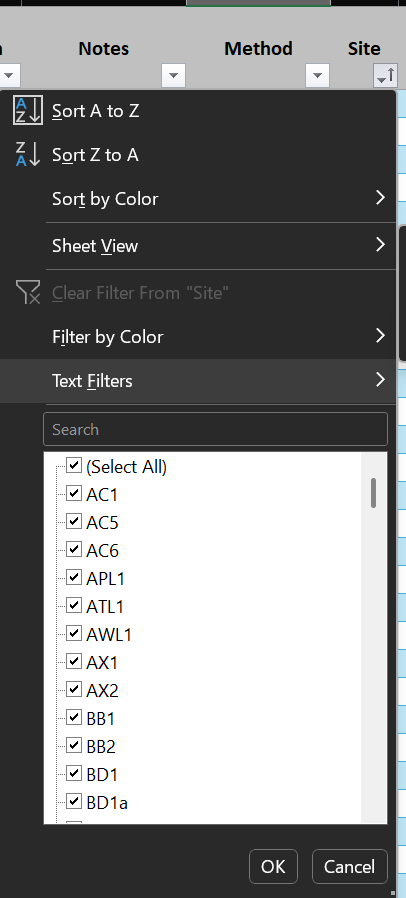 Notes Method Site
Sort A to Z
Sort Z to A
Sort by Color
Sheet View
Clear Filter From "Site"
Filter by Color
Text Filters
Search
(Select All)
AC1
AC5
AC6
APL1
ATL1
AWL1
AX1
AX2
BB1
BB2
BD1
BD1a
OK Cancel